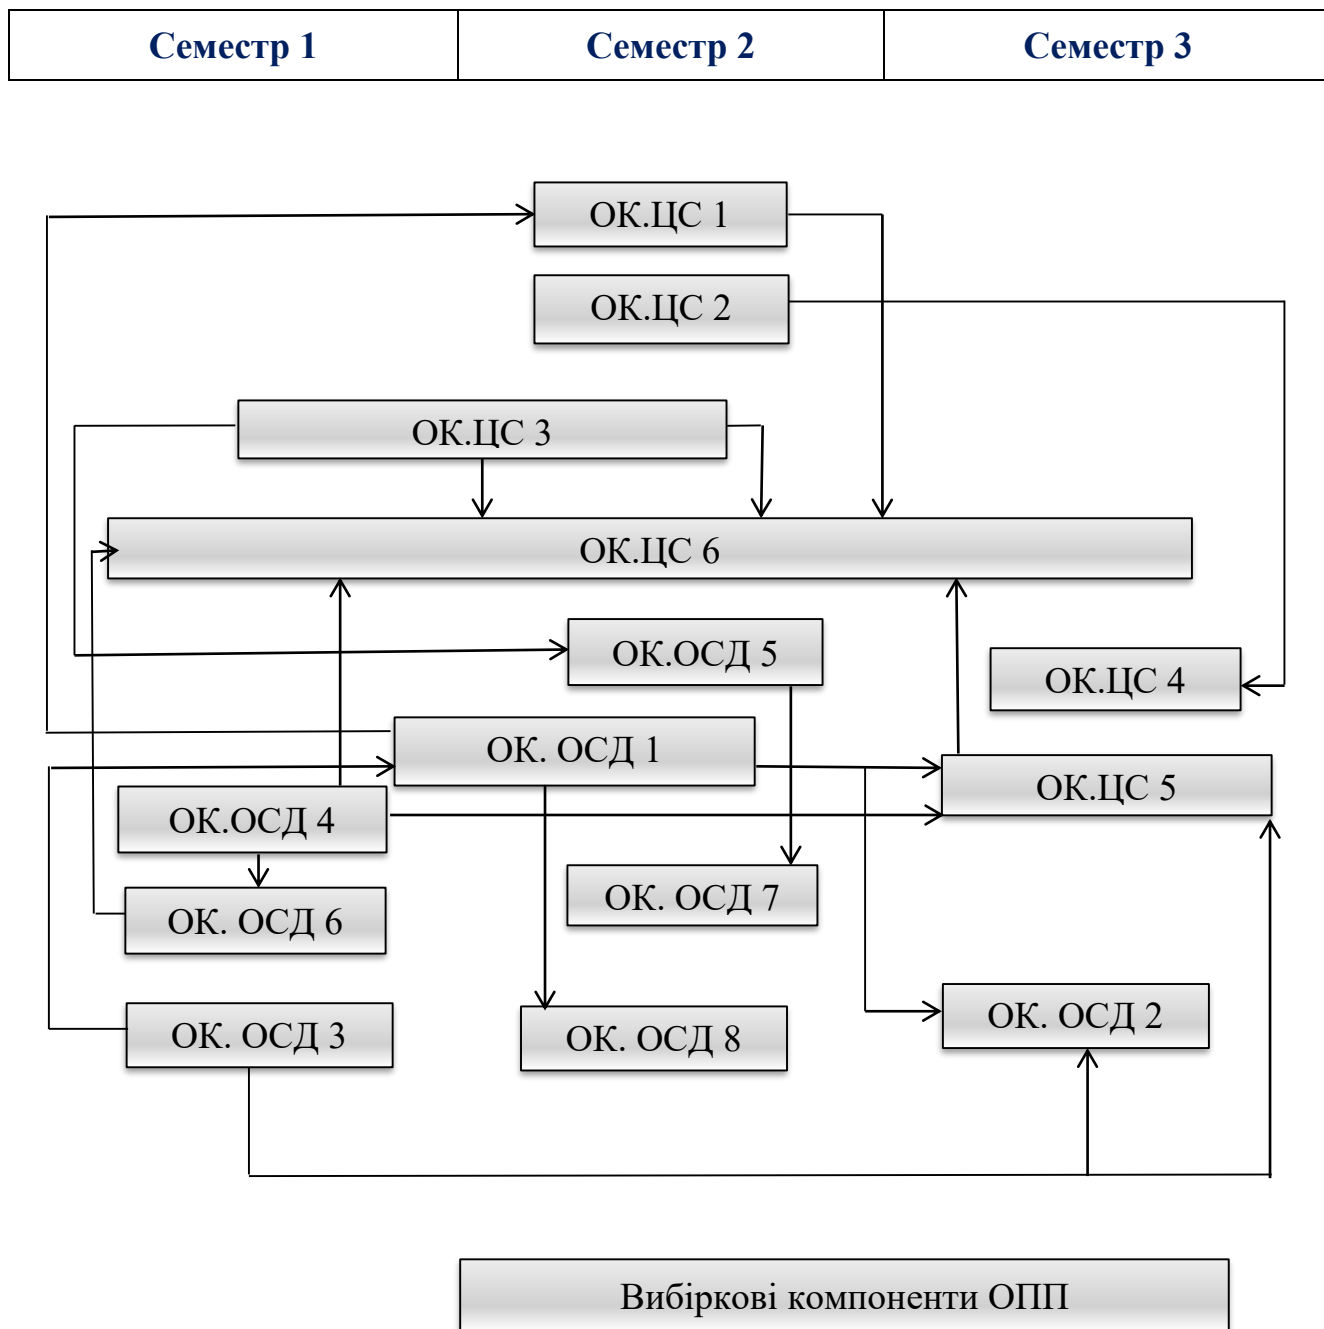 Семестр 1 Семестр 2 Семестр 3
ОК.ЦС 1
ОК.ЦС 2
ОК.ЦС 3
ОК.ЦС 6
ОК.ОСД 5
ОК.ЦС 4
ОК. ОСД 1
ОК.ЦС 5
ОК.ОСД 4
ОК. ОСД 7
ОК. ОСД 6
ОК. ОСД 2
ОК. ОСД 3
ОК. ОСД 8
Вибіркові компоненти ОПП